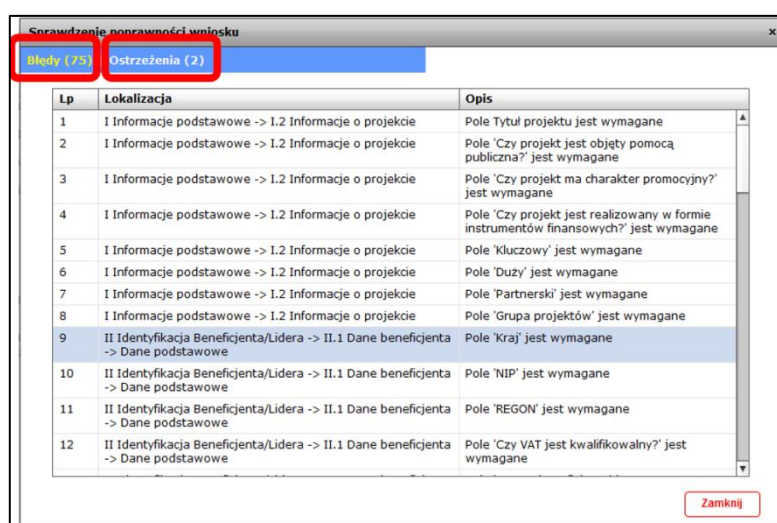 Sprawdzenie poprawności wniosku x
Błędy (75) Ostrzeżenia (2)
Lp Lokalizacja Opis
1 I Informacje podstawowe -> I.2 Informacje o projekcie Pole Tytuł projektu jest wymagane
2 I Informacje podstawowe -> I.2 Informacje o projekcie Pole 'Czy projekt jest objęty pomocą
publiczna?' jest wymagane
3 I Informacje podstawowe -> I.2 Informacje o projekcie Pole 'Czy projekt ma charakter promocyjny?'
jest wymagane
4 I Informacje podstawowe -> I.2 Informacje o projekcie Pole 'Czy projekt jest realizowany w formie
instrumentów finansowych?' jest wymagane
5 I Informacje podstawowe -> I.2 Informacje o projekcie Pole 'Kluczowy' jest wymagane
6 I Informacje podstawowe -> I.2 Informacje o projekcie Pole 'Duży' jest wymagane
7 I Informacje podstawowe -> I.2 Informacje o projekcie Pole 'Partnerski' jest wymagane
8 I Informacje podstawowe -> I.2 Informacje o projekcie Pole 'Grupa projektów' jest wymagane
9 II Identyfikacja Beneficjenta/Lidera -> II.1 Dane beneficjenta Pole 'Kraj' jest wymagane
-> Dane podstawowe
10 II Identyfikacja Beneficjenta/Lidera -> II.1 Dane beneficjenta Pole 'NIP' jest wymagane
-> Dane podstawowe
11 II Identyfikacja Beneficjenta/Lidera -> II.1 Dane beneficjenta Pole 'REGON' jest wymagane
-> Dane podstawowe
12 II Identyfikacja Beneficjenta/Lidera -> II.1 Dane beneficjenta Pole 'Czy VAT jest kwalifikowalny?' jest
-> Dane podstawowe wymagane
Zamknij